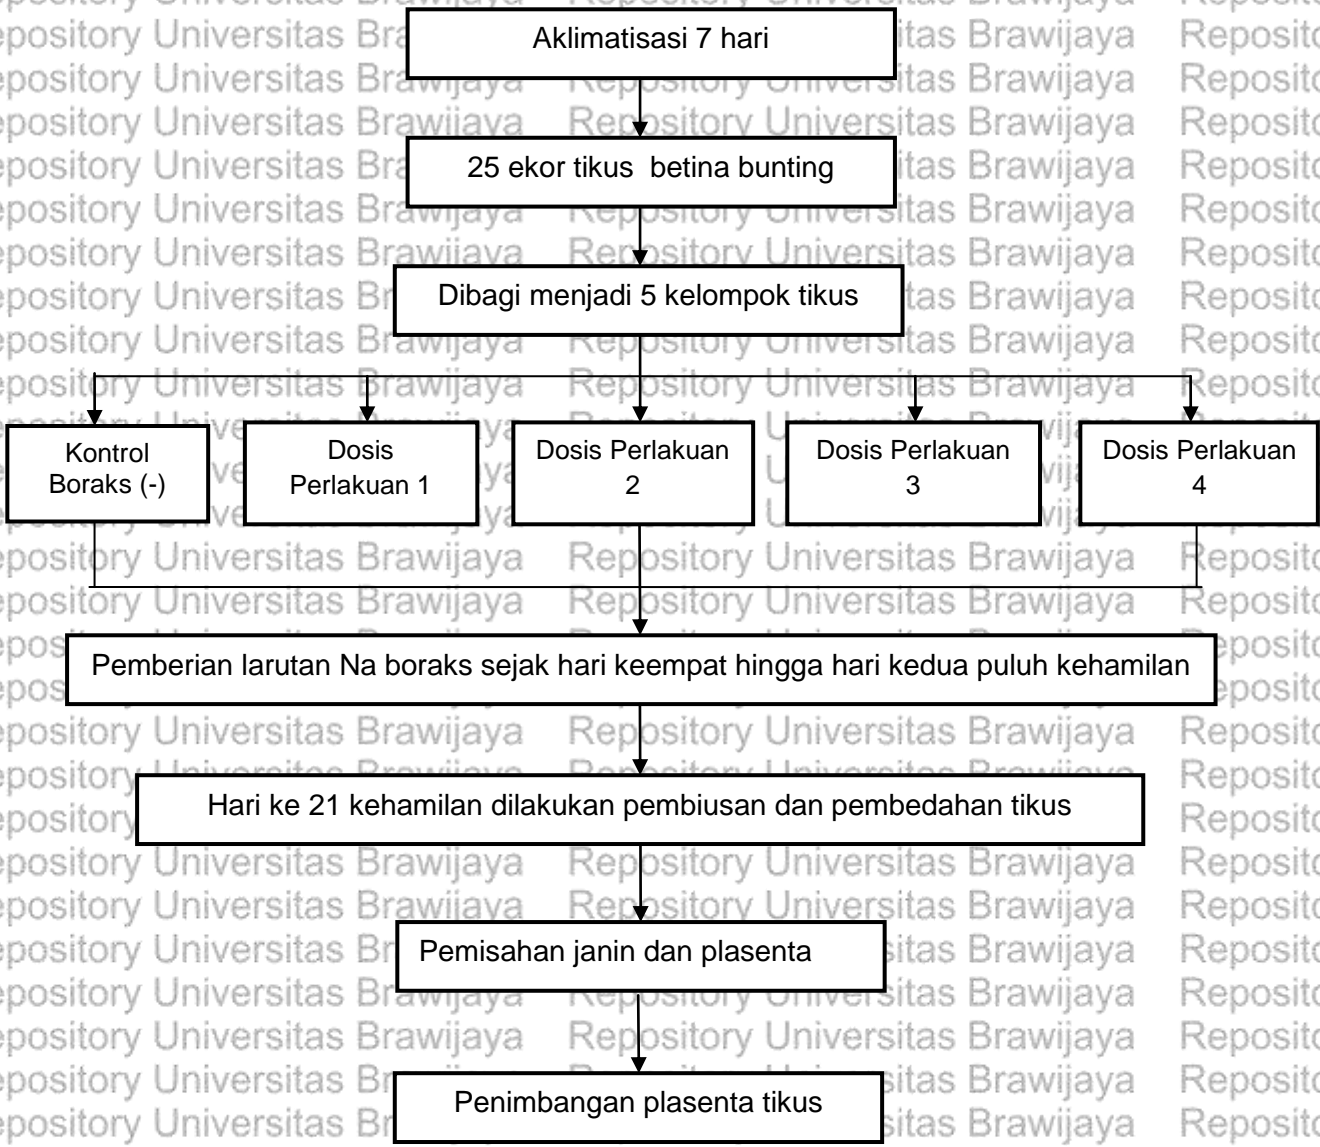 Aklimatisasi 7 hari
25 ekor tikus betina bunting
Dibagi menjadi 5 kelompok tikus
Kontrol
Boraks (-)
Dosis
Perlakuan 1
Dosis Perlakuan
2
Dosis Perlakuan
3
Dosis Perlakuan
4
Pemberian larutan Na boraks sejak hari keempat hingga hari kedua puluh kehamilan
Hari ke 21 kehamilan dilakukan pembiusan dan pembedahan tikus
Pemisahan janin dan plasenta
Penimbangan plasenta tikus